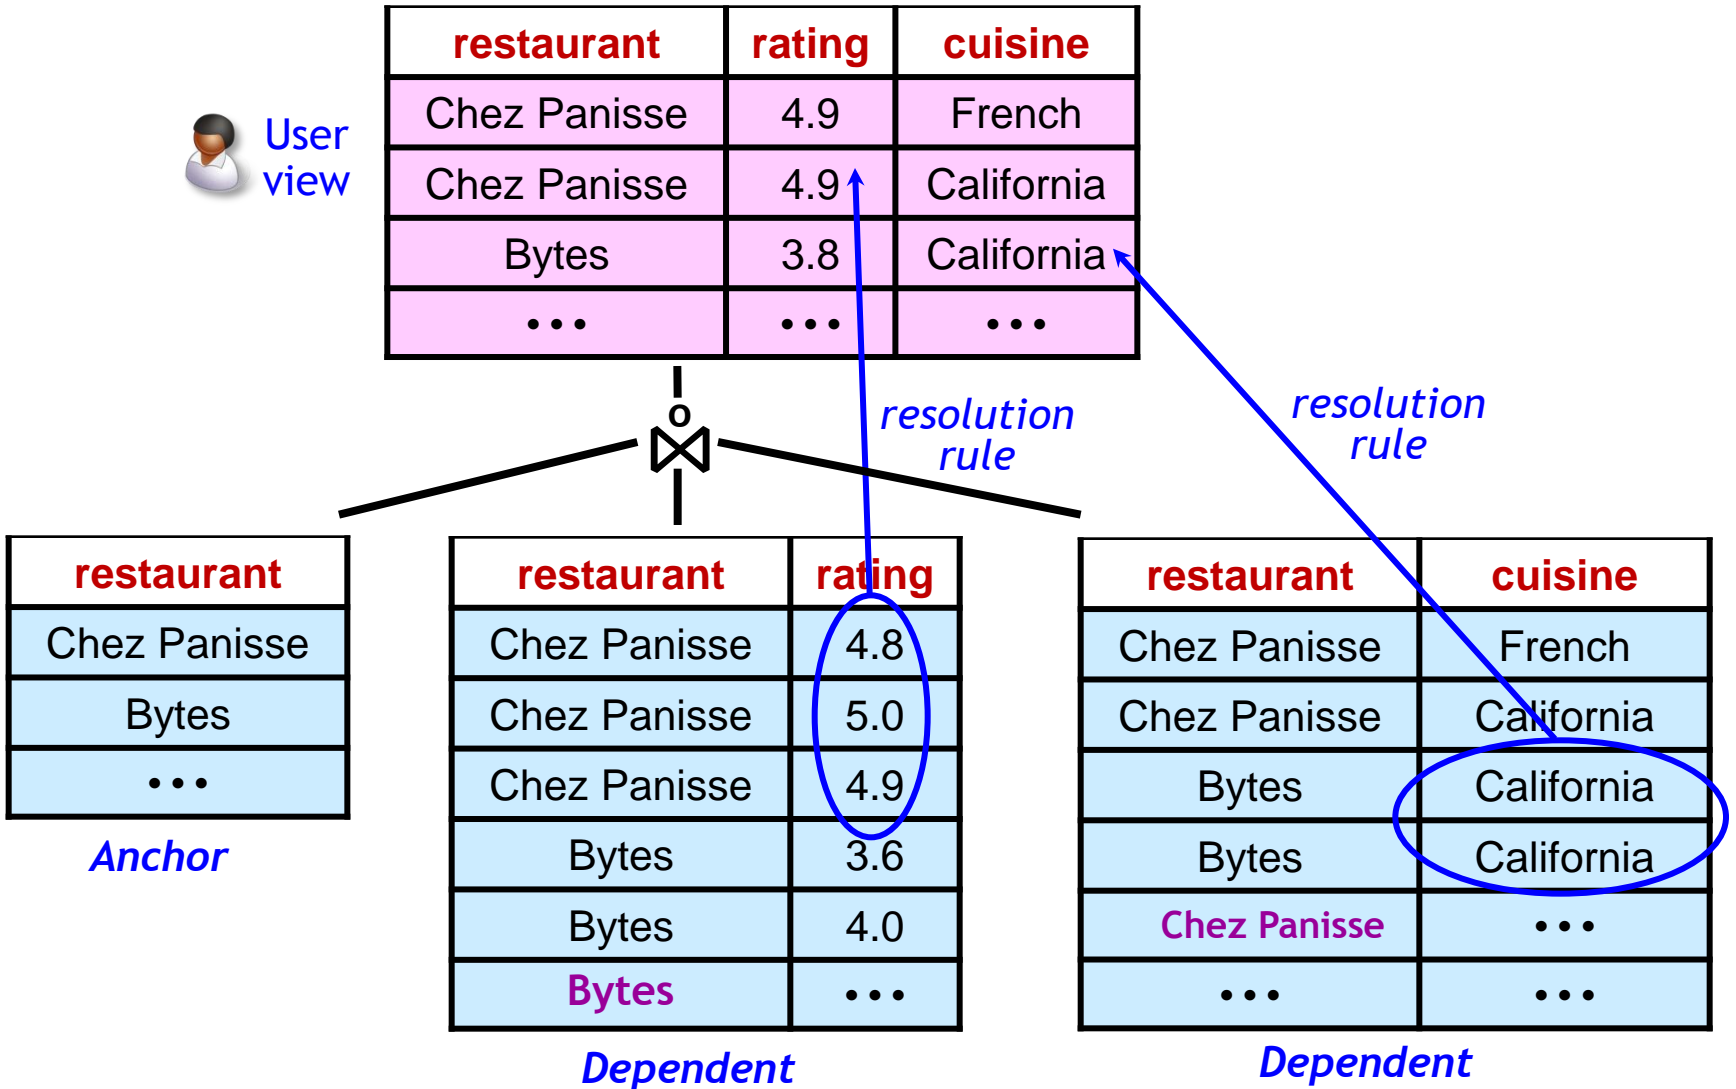 restaurant rating cuisine
Chez Panisse 4.9 French
Chez Panisse 4.9 California
Bytes 3.8 California
... ... ...
User
view
o
resolution
rule
resolution
rule
restaurant
Chez Panisse
Bytes
...
Anchor
restaurant rating
Chez Panisse 4.8
Chez Panisse 5.0
Chez Panisse 4.9
Bytes 3.6
Bytes 4.0
Bytes ...
Dependent
restaurant cuisine
Chez Panisse French
Chez Panisse California
Bytes California
Bytes California
Chez Panisse ...
... ...
Dependent